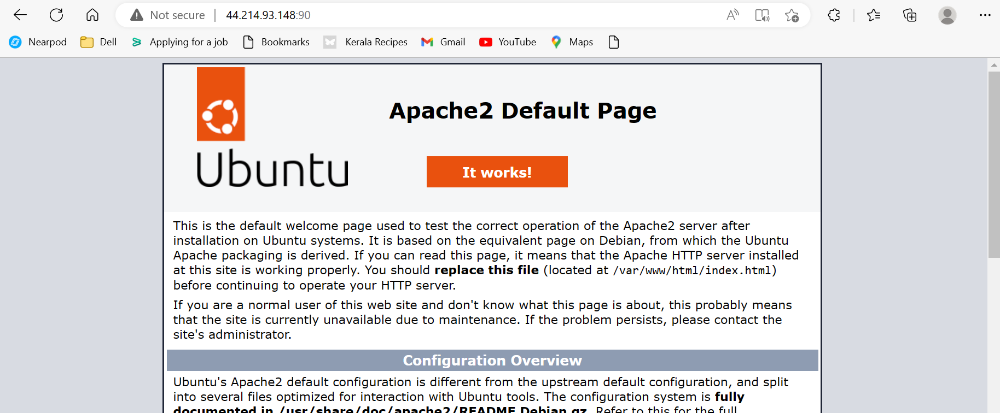 Not secure | 44.214.93.148:90
Nearpod Dell Applying for a job Bookmarks Kerala Recipes Gmail YouTube Maps
Ubuntu
Apache2 Default Page
It works!
This is the default welcome page used to test the correct operation of the Apache2 server after
installation on Ubuntu systems. It is based on the equivalent page on Debian, from which the Ubuntu
Apache packaging is derived. If you can read this page, it means that the Apache HTTP server installed
at this site is working properly. You should replace this file (located at /var/www/html/index.html)
before continuing to operate your HTTP server.
If you are a normal user of this web site and don't know what this page is about, this probably means
that the site is currently unavailable due to maintenance. If the problem persists, please contact the
site's administrator.
Configuration Overview
Ubuntu's Apache2 default configuration is different from the upstream default configuration, and split
into several files optimized for interaction with Ubuntu tools. The configuration system is fully
documented in /usr/share/doc/apache2/README.Debian.gz. Refer to this for the full